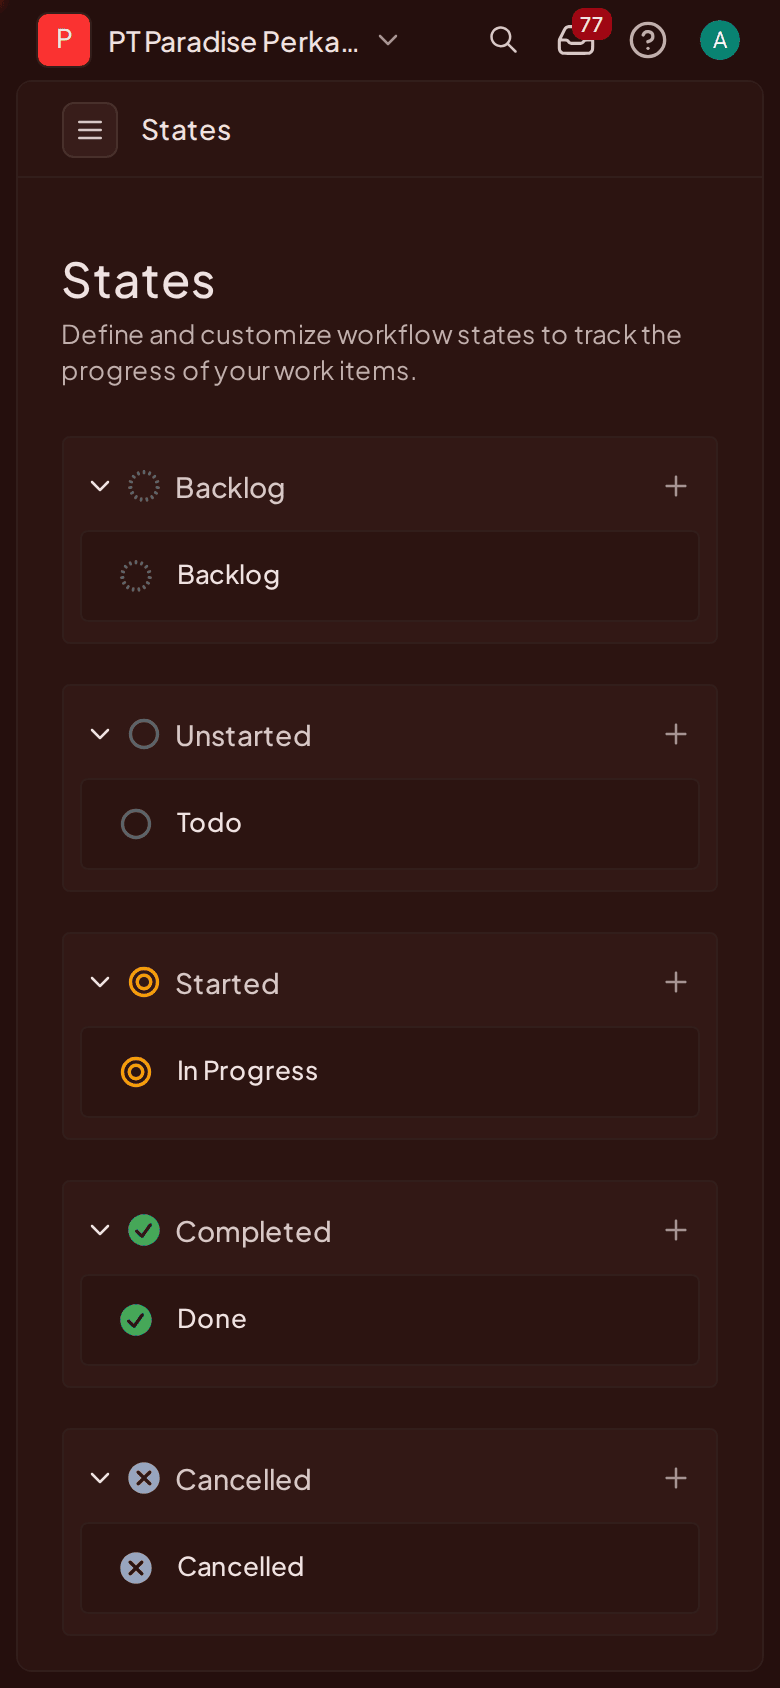 P
PT Paradise Perka...
77
A
States
States
Define and customize workflow states to track the
progress of your work items.
Backlog
Backlog
Unstarted
Todo
Started
In Progress
Completed
Done
Cancelled
Cancelled